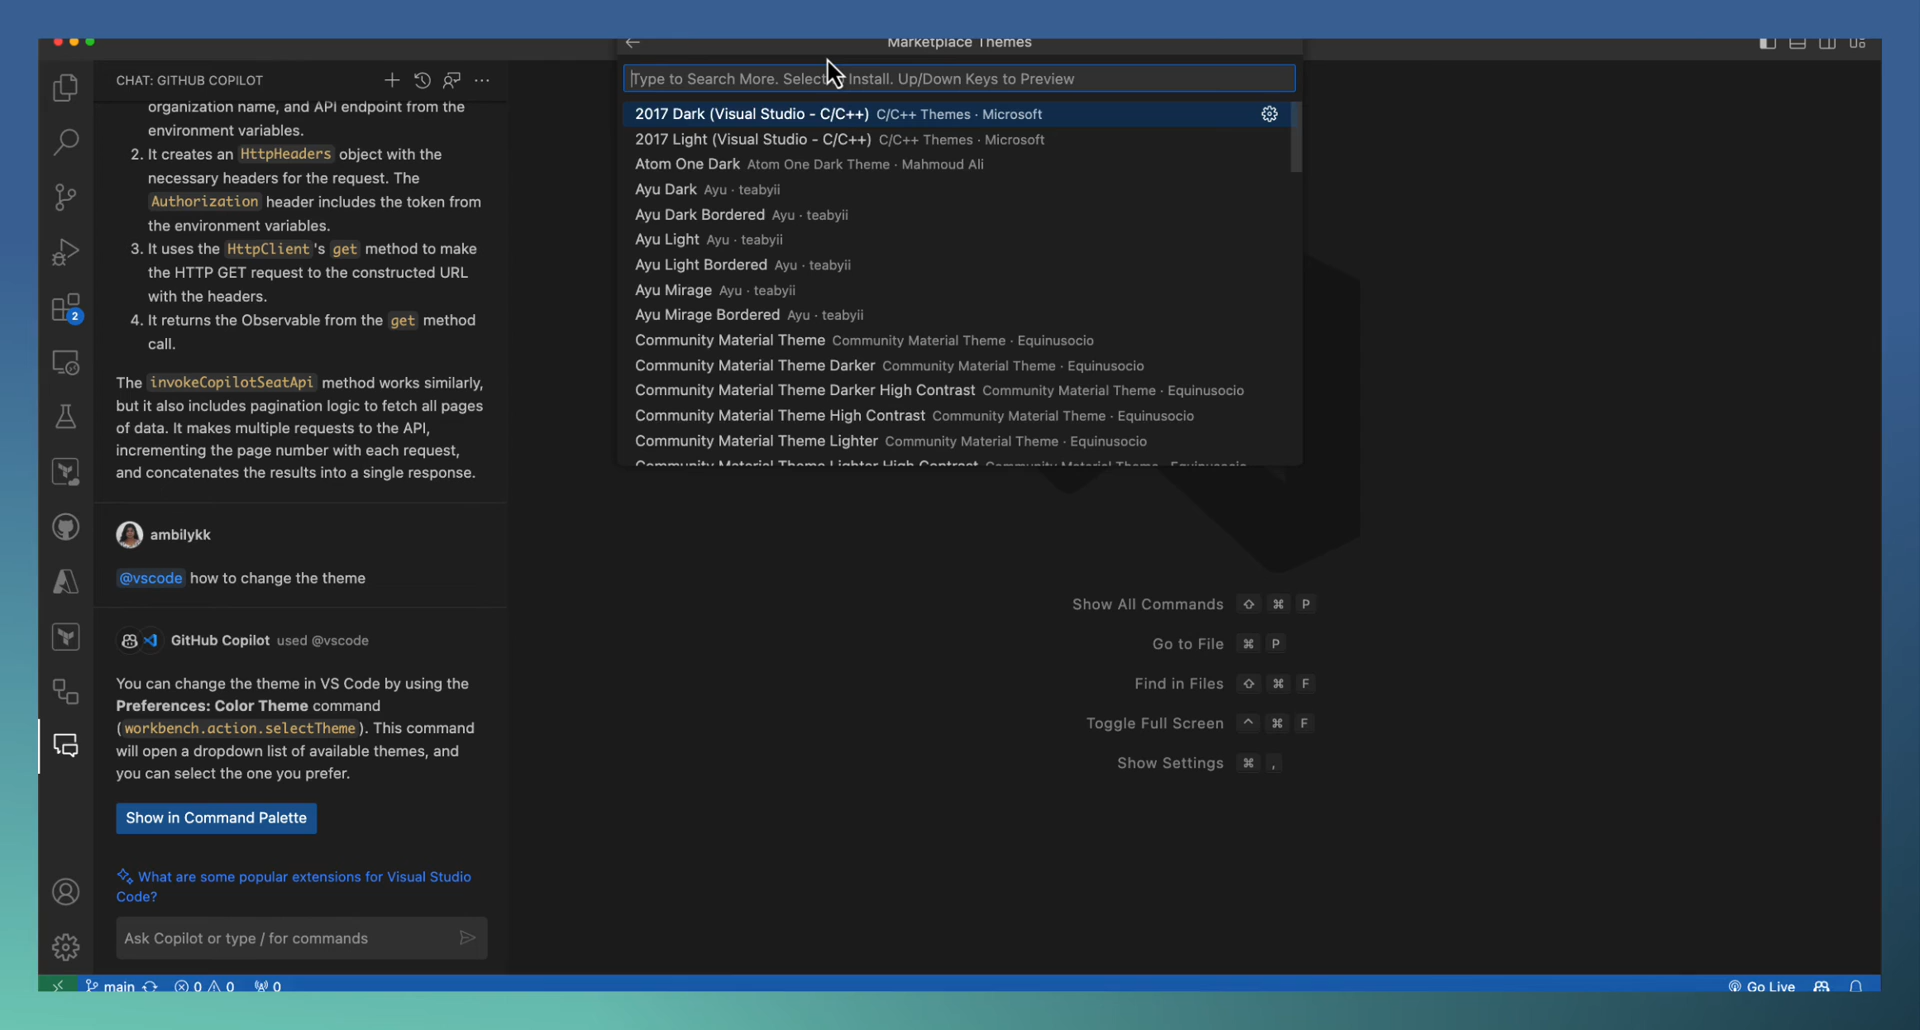 Marketplace Themes
CHAT: GITHUB COPILOT
Type to Search More. Select Install. Up/Down Keys to Preview
2017 Dark (Visual Studio - C/C++) C/C++ Themes · Microsoft
2017 Light (Visual Studio - C/C++) C/C++ Themes · Microsoft
Atom One Dark Atom One Dark Theme · Mahmoud Ali
Ayu Dark Ayu · teabyii
Ayu Dark Bordered Ayu · teabyii
Ayu Light Ayu · teabyii
Ayu Light Bordered Ayu · teabyii
Ayu Mirage Ayu · teabyii
Ayu Mirage Bordered Ayu · teabyii
Community Material Theme Community Material Theme · Equinusocio
Community Material Theme Darker Community Material Theme · Equinusocio
Community Material Theme Darker High Contrast Community Material Theme · Equinusocio
Community Material Theme High Contrast Community Material Theme · Equinusocio
Community Material Theme Lighter Community Material Theme · Equinusocio
Community Material Theme Lighter High Contrast Community Material Theme · Equinusocio
organization name, and API endpoint from the
environment variables.
2. It creates an HttpHeaders object with the
necessary headers for the request. The
Authorization header includes the token from
the environment variables.
3. It uses the HttpClient's get method to make
the HTTP GET request to the constructed URL
with the headers.
4. It returns the Observable from the get method
call.
The invokeCopilotSeatApi method works similarly,
but it also includes pagination logic to fetch all pages
of data. It makes multiple requests to the API,
incrementing the page number with each request,
and concatenates the results into a single response.
2
ambilykk
@vscode how to change the theme
GitHub Copilot used @vscode
You can change the theme in VS Code by using the
Preferences: Color Theme command
(workbench.action.selectTheme). This command
will open a dropdown list of available themes, and
you can select the one you prefer.
Show in Command Palette
What are some popular extensions for Visual Studio
Code?
Ask Copilot or type / for commands
Show All Commands ⇧ ⌘ P
Go to File ⌘ P
Find in Files ⇧ ⌘ F
Toggle Full Screen ^ ⌘ F
Show Settings ⌘ ,
main 0 0 0
Go Live